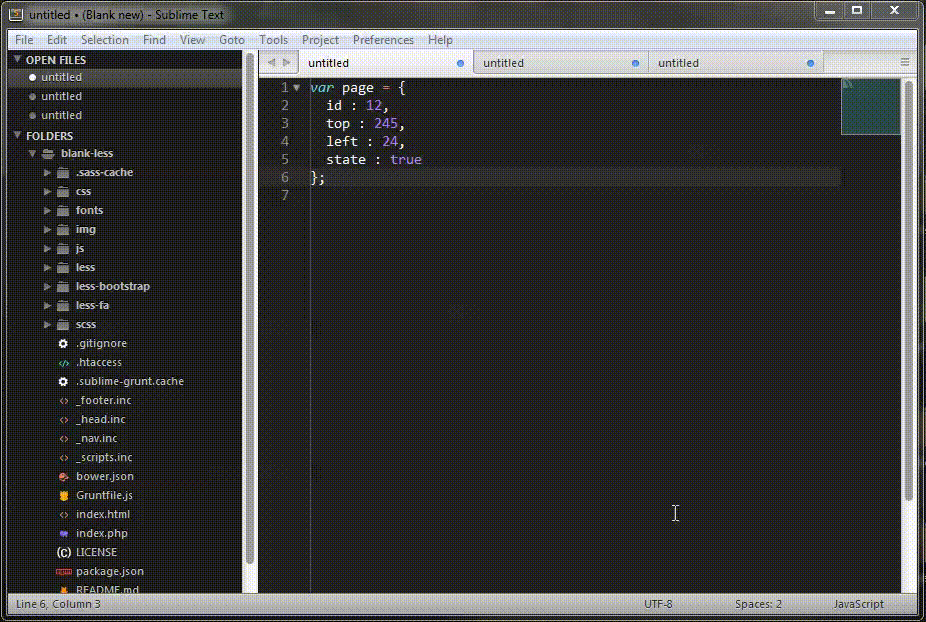 untitled • (Blank new) - Sublime Text
File Edit Selection Find View Goto Tools Project Preferences Help
OPEN FILES
untitled
untitled
untitled
FOLDERS
blank-less
.sass-cache
css
fonts
img
js
less
less-bootstrap
less-fa
scss
.gitignore
.htaccess
.sublime-grunt.cache
_footer.inc
_head.inc
_nav.inc
_scripts.inc
bower.json
Gruntfile.js
index.html
index.php
LICENSE
package.json
README.md
untitled untitled untitled
1 var page = {
2 id : 12,
3 top : 245,
4 left : 24,
5 state : true
6 };
7
Line 6, Column 3 UTF-8 Spaces: 2 JavaScript